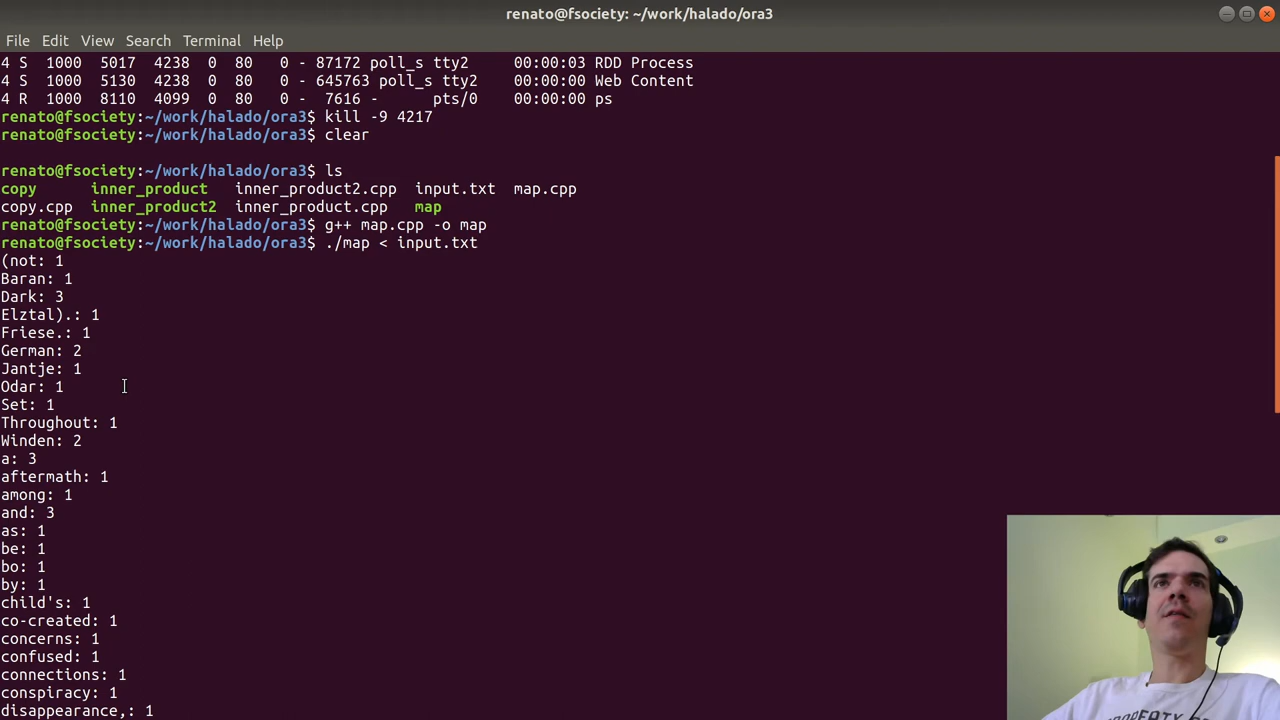 renato@fsociety: ~/work/halado/ora3
File Edit View Search Terminal Help
4 S  1000  5017  4238  0  80   0 - 87172 poll_s tty2    00:00:03 RDD Process
4 S  1000  5130  4238  0  80   0 - 645763 poll_s tty2   00:00:00 Web Content
4 R  1000  8110  4099  0  80   0 -  7616 -      pts/0    00:00:00 ps
renato@fsociety:~/work/halado/ora3$ kill -9 4217
renato@fsociety:~/work/halado/ora3$ clear
renato@fsociety:~/work/halado/ora3$ ls
copy      inner_product   inner_product2.cpp  input.txt  map.cpp
copy.cpp  inner_product2  inner_product.cpp   map
renato@fsociety:~/work/halado/ora3$ g++ map.cpp -o map
renato@fsociety:~/work/halado/ora3$ ./map < input.txt
(not: 1
Baran: 1
Dark: 3
Elztal).: 1
Friese.: 1
German: 2
Jantje: 1
Odar: 1
Set: 1
Throughout: 1
Winden: 2
a: 3
aftermath: 1
among: 1
and: 3
as: 1
be: 1
bo: 1
by: 1
child's: 1
co-created: 1
concerns: 1
confused: 1
connections: 1
conspiracy: 1
disappearance,: 1